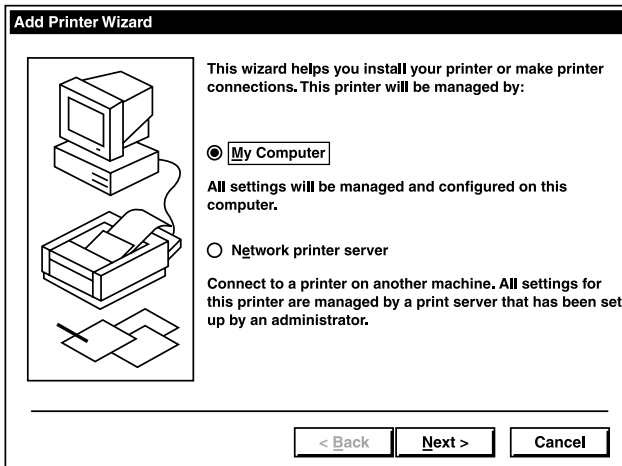 Add Printer Wizard
This wizard helps you install your printer or make printer
connections. This printer will be managed by:
My Computer
All settings will be managed and configured on this
computer.
Network printer server
Connect to a printer on another machine. All settings for
this printer are managed by a print server that has been set
up by an administrator.
< Back Next > Cancel